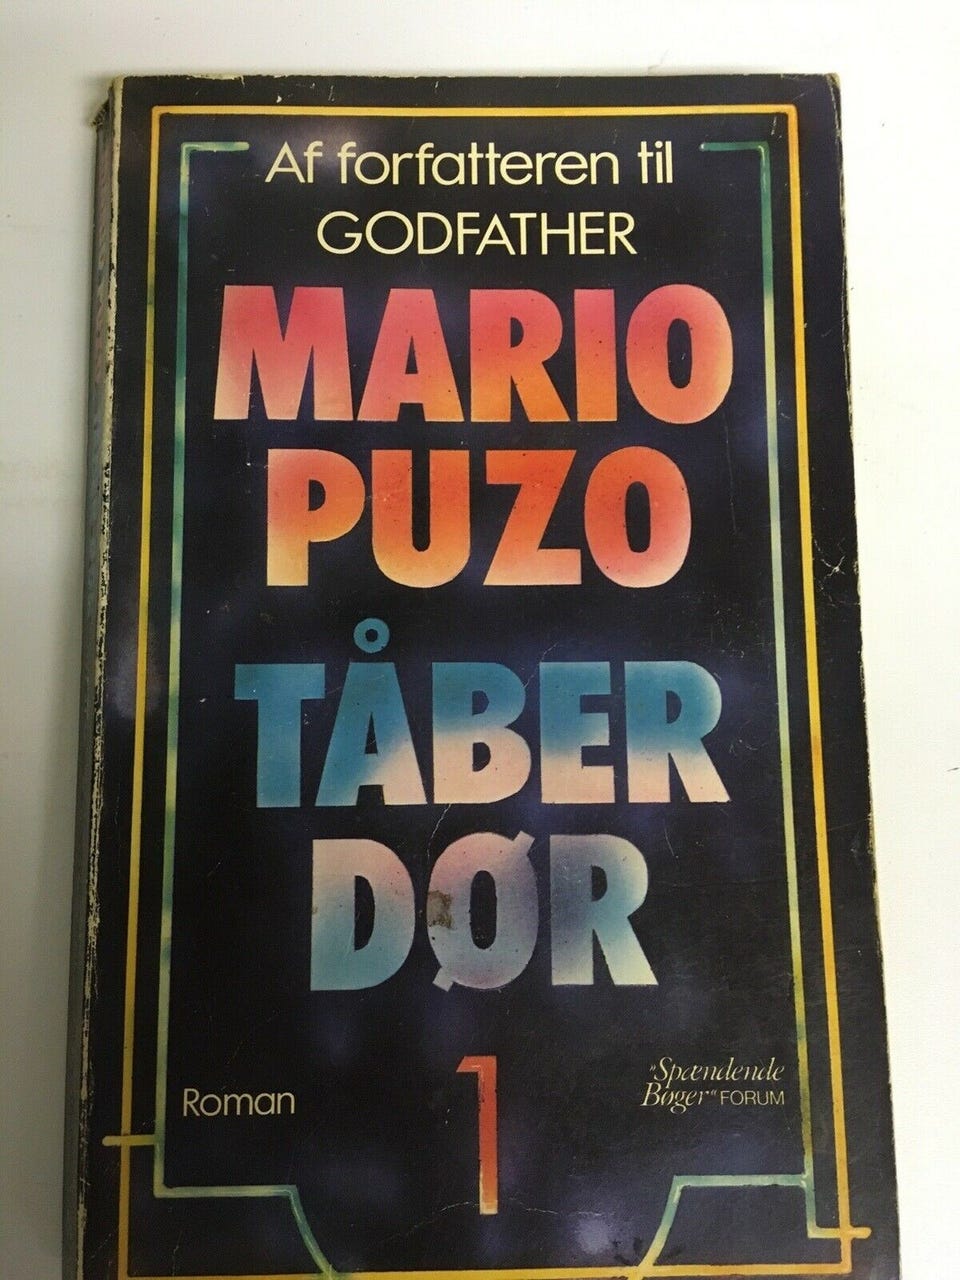 Af forfatteren til
GODFATHER
MARIO
PUZO
TÅBER
DØR
1
Roman
»Spændende
Bøger« FORUM